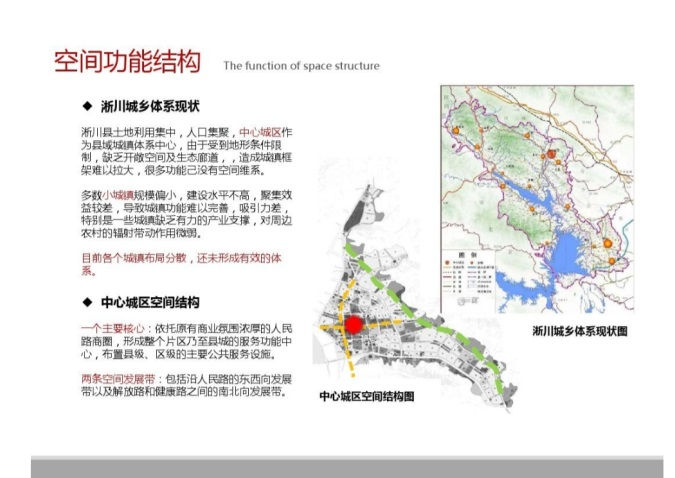 空间功能结构
The function of space structure
◆ 淅川城乡体系现状
淅川县土地利用集中，人口集聚，中心城区作
为县域城镇体系中心，由于受到地形条件限
制，缺乏开敞空间及生态廊道，，造成城镇框
架难以拉大，很多功能己没有空间维系。
多数小城镇规模偏小，建设水平不高，聚集效
益较差，导致城镇功能难以完善，吸引力差，
特别是一些城镇缺乏有力的产业支撑，对周边
农村的辐射带动作用微弱。
目前各个城镇布局分散，还未形成有效的体
系。
◆ 中心城区空间结构
一个主要核心：依托原有商业氛围浓厚的人民
路商圈，形成整个片区乃至县城的服务功能中
心，布置县级、区级的主要公共服务设施。
两条空间发展带：包括沿人民路的东西向发展
带以及解放路和健康路之间的南北向发展带。
图 例
淅川城乡体系现状图
中心城区空间结构图